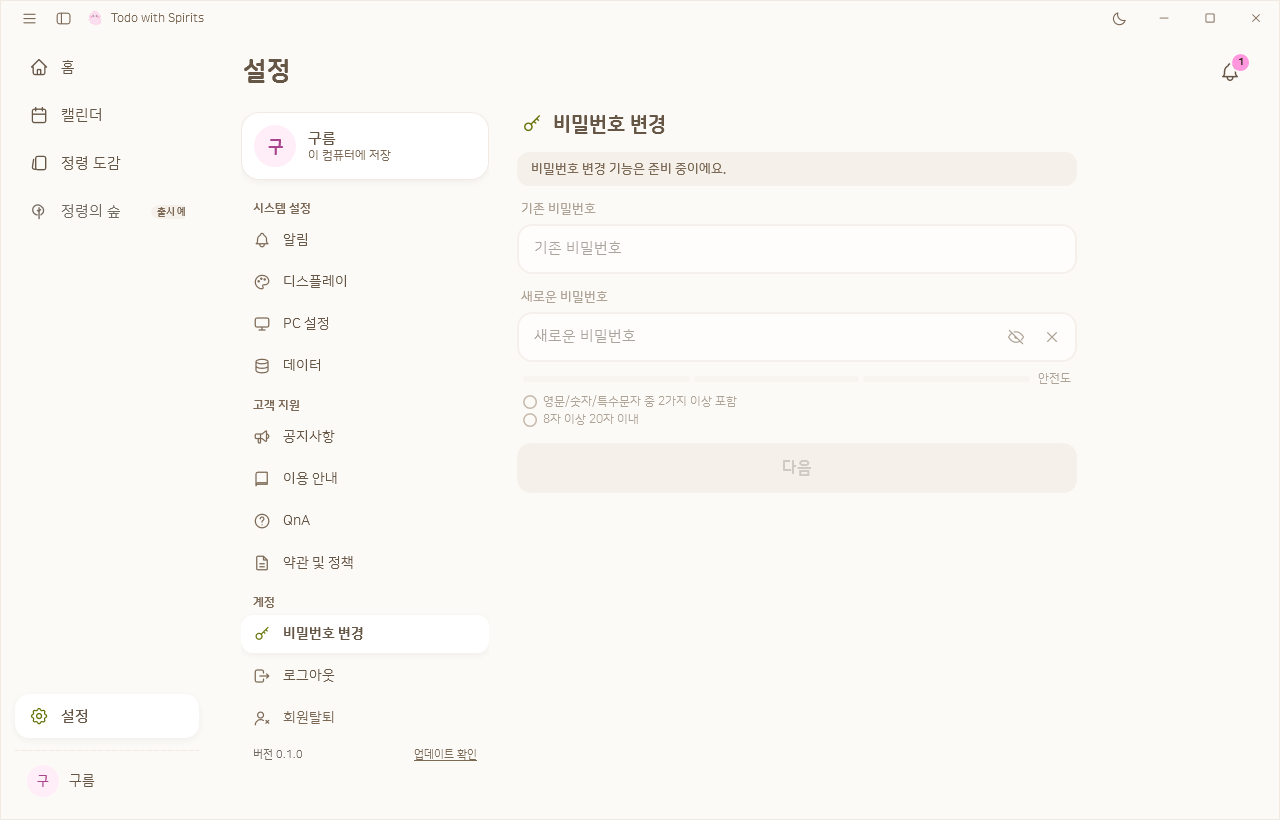 Todo with Spirits
홈
캘린더
정령 도감
정령의 숲
출시 예
설정
구
구름
설정
1
구
구름
이 컴퓨터에 저장
시스템 설정
알림
디스플레이
PC 설정
데이터
고객 지원
공지사항
이용 안내
QnA
약관 및 정책
계정
비밀번호 변경
로그아웃
회원탈퇴
버전 0.1.0
업데이트 확인
비밀번호 변경
비밀번호 변경 기능은 준비 중이에요.
기존 비밀번호
기존 비밀번호
새로운 비밀번호
새로운 비밀번호
안전도
영문/숫자/특수문자 중 2가지 이상 포함
8자 이상 20자 이내
다음